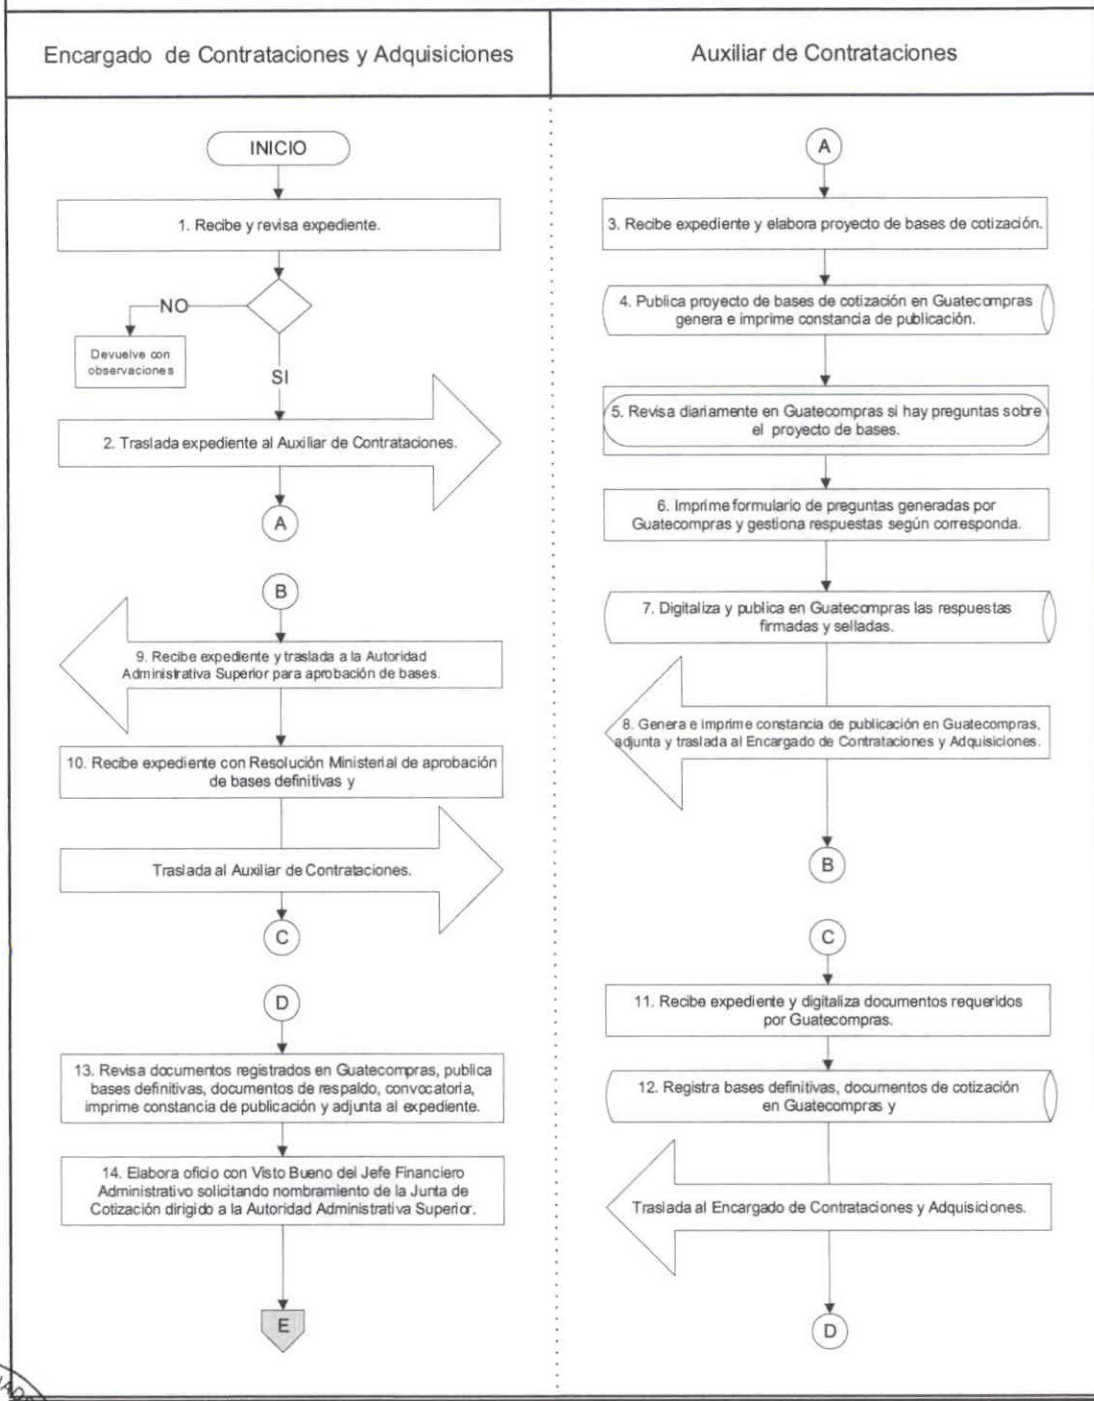 Encargado de Contrataciones y Adquisiciones
Auxiliar de Contrataciones
INICIO
1. Recibe y revisa expediente.
NO
Devuelve con
observaciones
SI
2. Traslada expediente al Auxiliar de Contrataciones.
A
B
9. Recibe expediente y traslada a la Autoridad
Administrativa Superior para aprobación de bases.
10. Recibe expediente con Resolución Ministerial de aprobación
de bases definitivas y
Traslada al Auxiliar de Contrataciones.
C
D
13. Revisa documentos registrados en Guatecompras, publica
bases definitivas, documentos de respaldo, convocatoria,
imprime constancia de publicación y adjunta al expediente.
14. Elabora oficio con Visto Bueno del Jefe Financiero
Administrativo solicitando nombramiento de la Junta de
Cotización dirigido a la Autoridad Administrativa Superior.
E
A
3. Recibe expediente y elabora proyecto de bases de cotización.
4. Publica proyecto de bases de cotización en Guatecompras
genera e imprime constancia de publicación.
5. Revisa diariamente en Guatecompras si hay preguntas sobre
el proyecto de bases.
6. Imprime formulario de preguntas generadas por
Guatecompras y gestiona respuestas según corresponda.
7. Digitaliza y publica en Guatecompras las respuestas
firmadas y selladas.
8. Genera e imprime constancia de publicación en Guatecompras,
adjunta y traslada al Encargado de Contrataciones y Adquisiciones.
B
C
11. Recibe expediente y digitaliza documentos requeridos
por Guatecompras.
12. Registra bases definitivas, documentos de cotización
en Guatecompras y
Traslada al Encargado de Contrataciones y Adquisiciones.
D